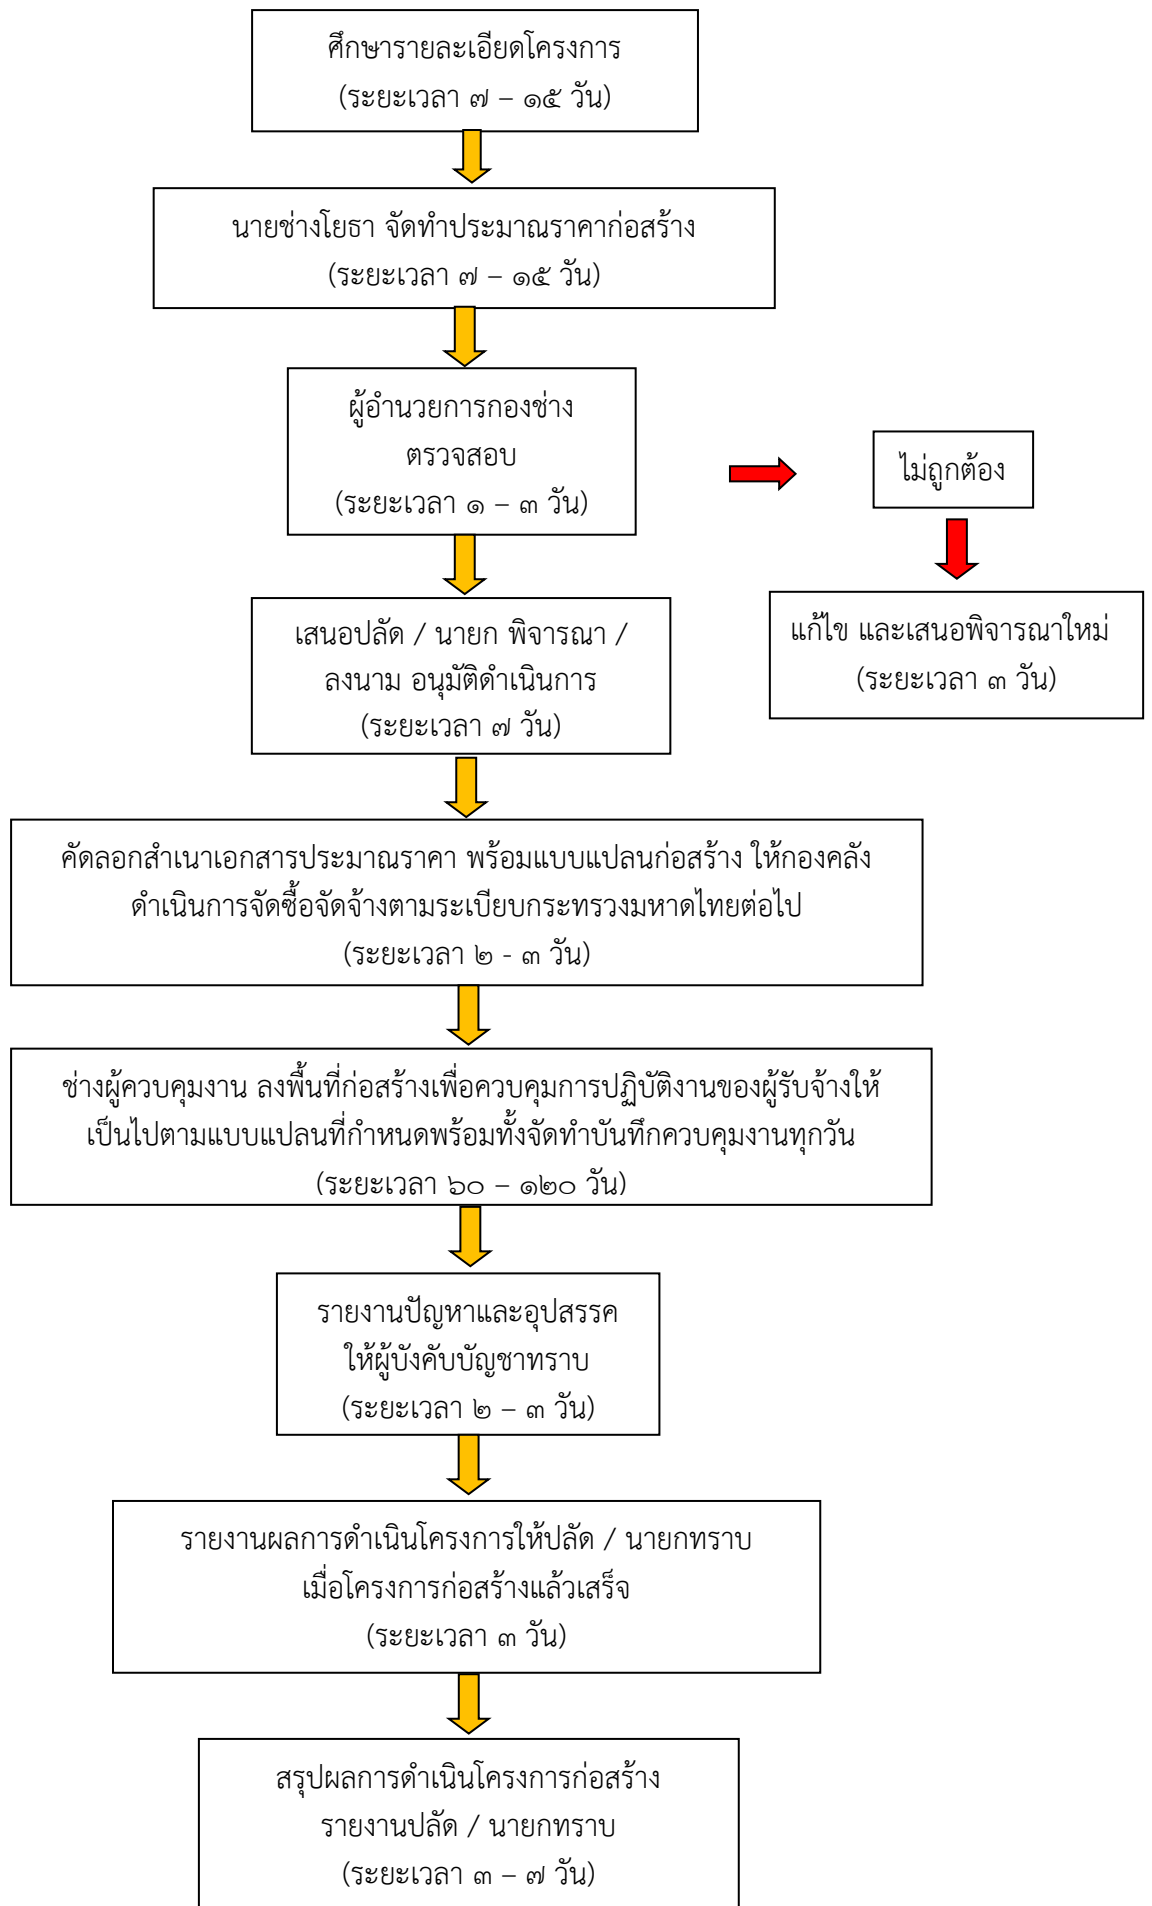 ศึกษารายละเอียดโครงการ
(ระยะเวลา ๗ – ๑๕ วัน)
นายช่างโยธา จัดทำประมาณราคาก่อสร้าง
(ระยะเวลา ๗ – ๑๕ วัน)
ผู้อำนวยการกองช่าง
ตรวจสอบ
(ระยะเวลา ๑ – ๓ วัน)
ไม่ถูกต้อง
แก้ไข และเสนอพิจารณาใหม่
(ระยะเวลา ๓ วัน)
เสนอปลัด / นายก พิจารณา /
ลงนาม อนุมัติดำเนินการ
(ระยะเวลา ๗ วัน)
คัดลอกสำเนาเอกสารประมาณราคา พร้อมแบบแปลนก่อสร้าง ให้กองคลัง
ดำเนินการจัดซื้อจัดจ้างตามระเบียบกระทรวงมหาดไทยต่อไป
(ระยะเวลา ๒ - ๓ วัน)
ช่างผู้ควบคุมงาน ลงพื้นที่ก่อสร้างเพื่อควบคุมการปฏิบัติงานของผู้รับจ้างให้
เป็นไปตามแบบแปลนที่กำหนดพร้อมทั้งจัดทำบันทึกควบคุมงานทุกวัน
(ระยะเวลา ๖๐ – ๑๒๐ วัน)
รายงานปัญหาและอุปสรรค
ให้ผู้บังคับบัญชาทราบ
(ระยะเวลา ๒ – ๓ วัน)
รายงานผลการดำเนินโครงการให้ปลัด / นายกทราบ
เมื่อโครงการก่อสร้างแล้วเสร็จ
(ระยะเวลา ๓ วัน)
สรุปผลการดำเนินโครงการก่อสร้าง
รายงานปลัด / นายกทราบ
(ระยะเวลา ๓ – ๗ วัน)